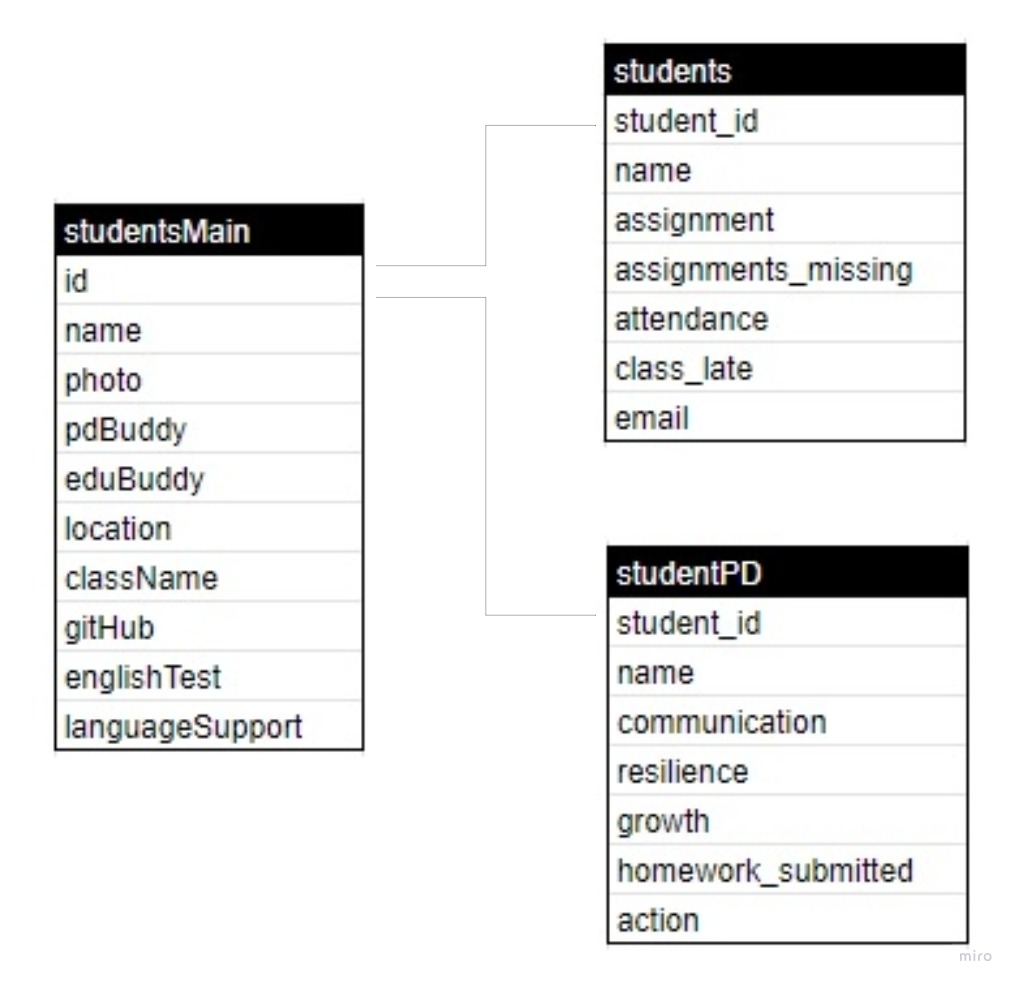 studentsMain
id
name
photo
pdBuddy
eduBuddy
location
className
gitHub
englishTest
languageSupport
students
student_id
name
assignment
assignments_missing
attendance
class_late
email
studentPD
student_id
name
communication
resilience
growth
homework_submitted
action
miro